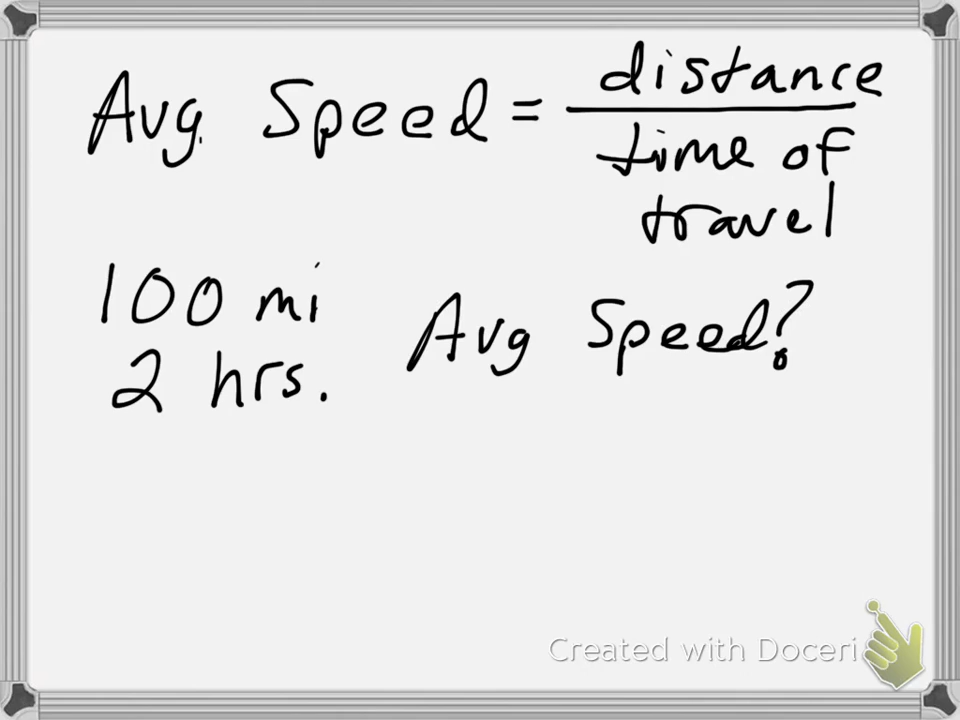 Avg. Speed = distance
time of
travel
100 mi
2 hrs.
Avg Speed?
Created with Doceri